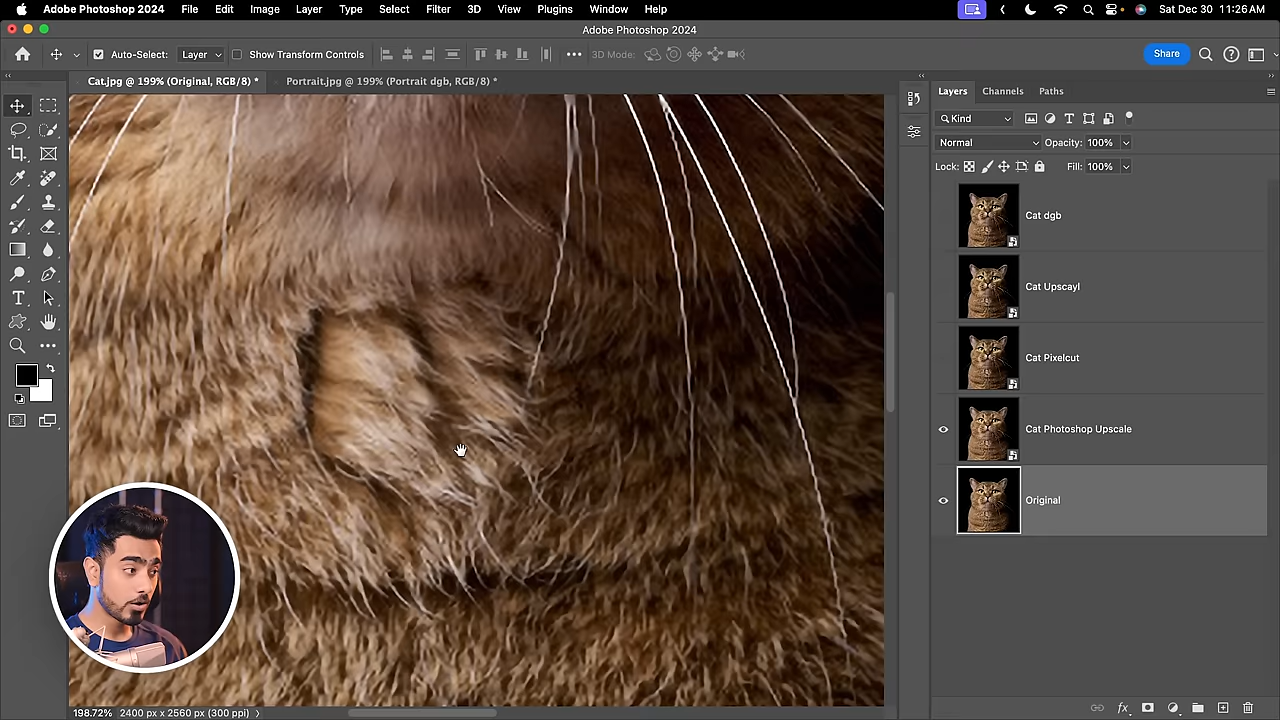 Adobe Photoshop 2024 File Edit Image Layer Type Select Filter 3D View Plugins Window Help Sat Dec 30 11:26 AM
Adobe Photoshop 2024
Auto-Select: Layer Show Transform Controls 3D Mode: Share
Cat.jpg @ 199% (Original, RGB/8) * Portrait.jpg @ 199% (Portrait dgb, RGB/8) *
Layers Channels Paths
Kind
Normal Opacity: 100%
Lock: Fill: 100%
Cat dgb
Cat Upscayl
Cat Pixelcut
Cat Photoshop Upscale
Original
198.72% 2400 px x 2560 px (300 ppi)